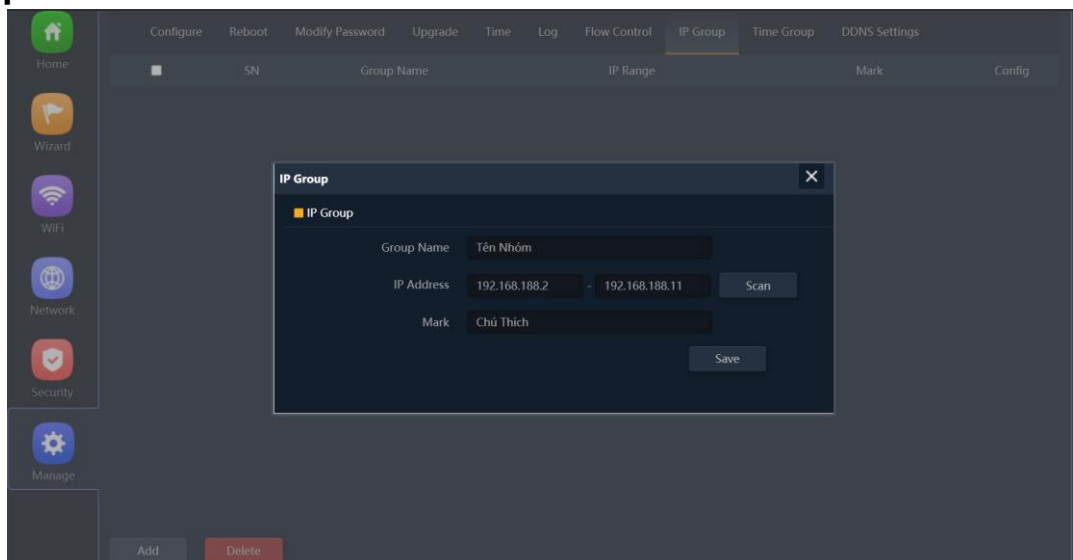 Configure Reboot Modify Password Upgrade Time Log Flow Control IP Group Time Group DDNS Settings
Home
SN Group Name IP Range Mark Config
Wizard
WiFi
Network
Security
Manage
IP Group
IP Group
Group Name Tên Nhóm
IP Address 192.168.188.2 - 192.168.188.11 Scan
Mark Chú Thích
Save
Add Delete